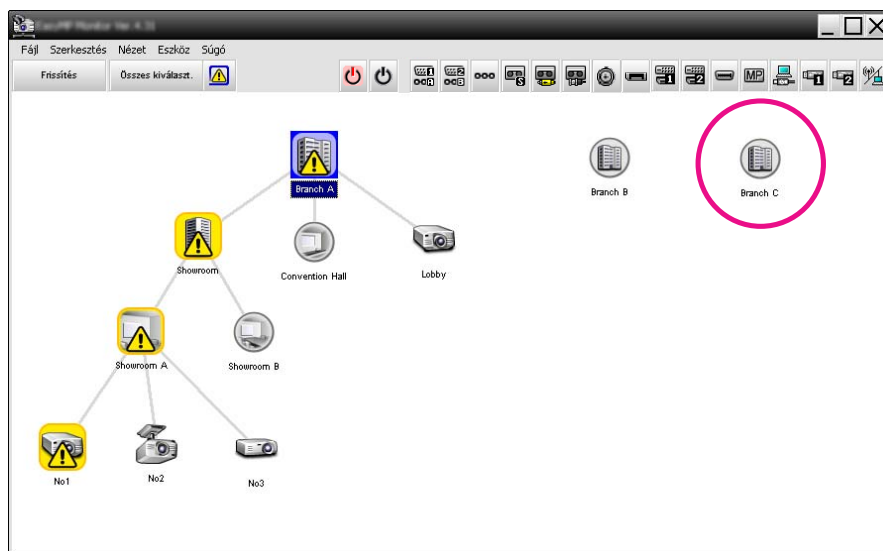 Fájl Szerkesztés Nézet Eszköz Súgó
Frissítés Összes kiválaszt.
MP
Branch A
Branch B
Branch C
Showroom
Convention Hall
Lobby
Showroom A
Showroom B
No1
No2
No3